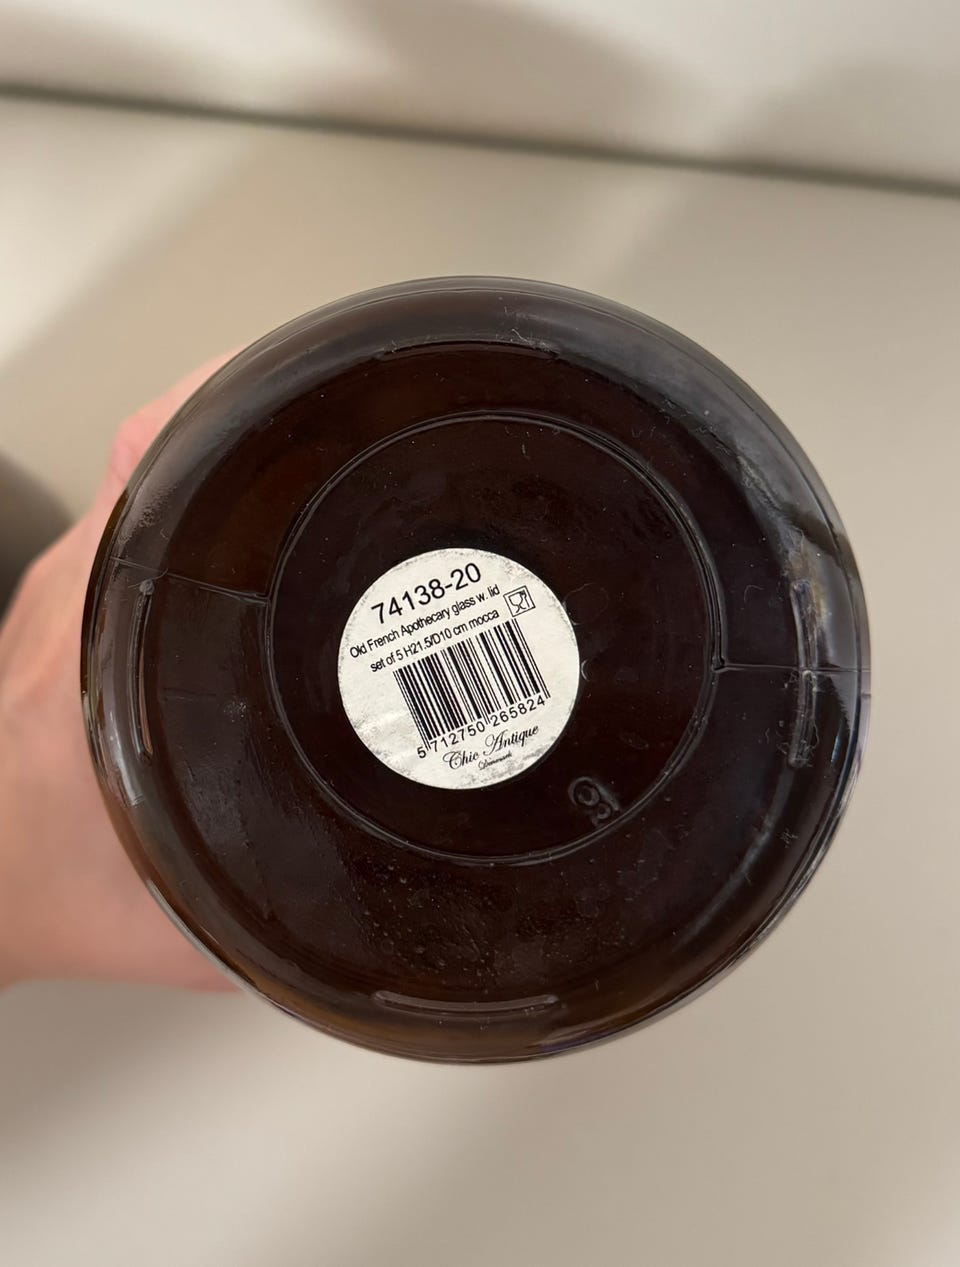 74138-20
Old French Apothecary glass w. lid
set of 5 H21.5/D10 cm mocca
5 712750 265824
Chic Antique
Denmark